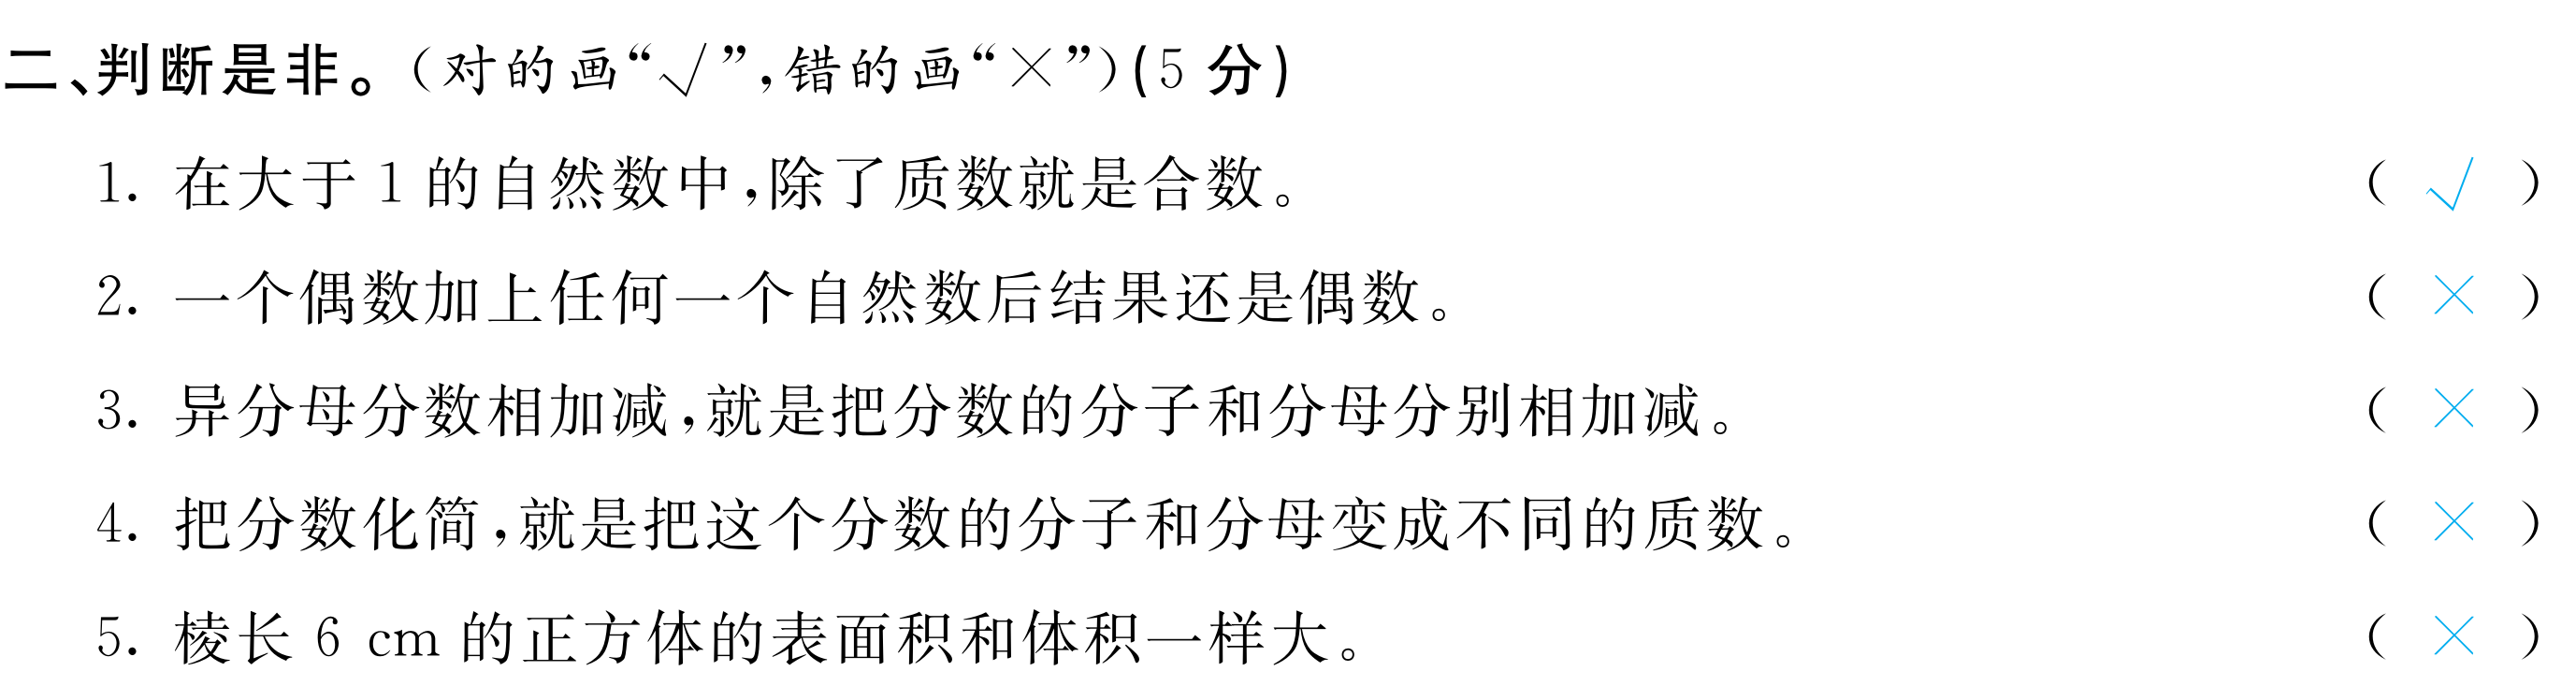 二、判断是非。(对的画“√”,错的画“×”)(5 分)
1. 在大于 1 的自然数中,除了质数就是合数。 ( √ )
2. 一个偶数加上任何一个自然数后结果还是偶数。 ( × )
3. 异分母分数相加减,就是把分数的分子和分母分别相加减。 ( × )
4. 把分数化简,就是把这个分数的分子和分母变成不同的质数。 ( × )
5. 棱长 6 cm 的正方体的表面积和体积一样大。 ( × )